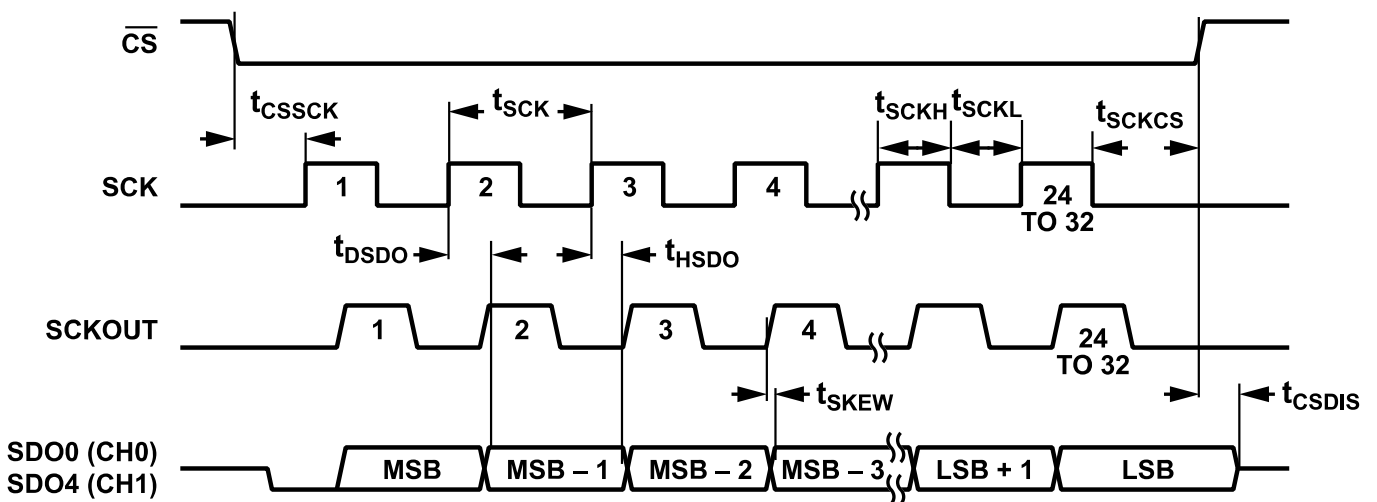 CS
tCSSCK
tSCK
tSCKH
tSCKL
tSCKCS
SCK
1
2
3
4
24
TO 32
tDSDO
tHSDO
SCKOUT
1
2
3
4
24
TO 32
tSKEW
tCSDIS
SDO0 (CH0)
SDO4 (CH1)
MSB
MSB – 1
MSB – 2
MSB – 3
LSB + 1
LSB